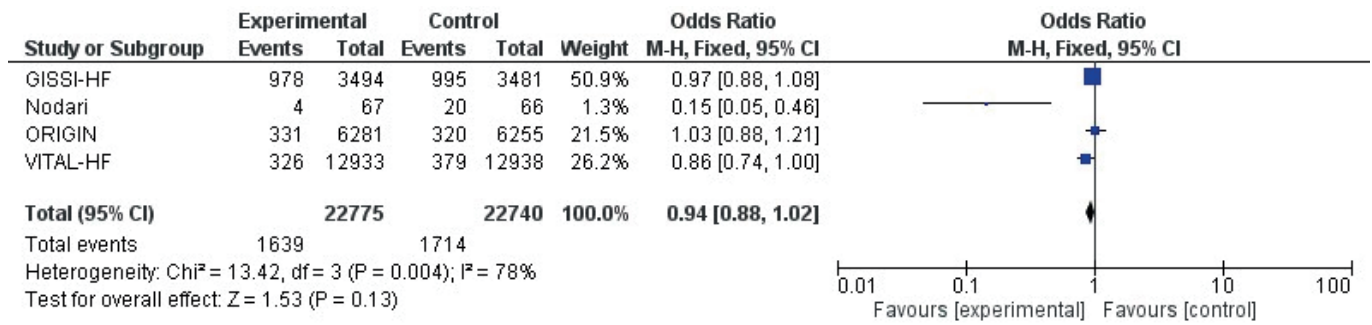 Experimental Control Odds Ratio Odds Ratio
Study or Subgroup Events Total Events Total Weight M-H, Fixed, 95% CI M-H, Fixed, 95% CI
GISSI-HF 978 3494 995 3481 50.9% 0.97 [0.88, 1.08]
Nodari 4 67 20 66 1.3% 0.15 [0.05, 0.46]
ORIGIN 331 6281 320 6255 21.5% 1.03 [0.88, 1.21]
VITAL-HF 326 12933 379 12938 26.2% 0.86 [0.74, 1.00]
Total (95% CI) 22775 22740 100.0% 0.94 [0.88, 1.02]
Total events 1639 1714
Heterogeneity: Chi² = 13.42, df = 3 (P = 0.004); I² = 78%
Test for overall effect: Z = 1.53 (P = 0.13)
0.01 0.1 1 10 100
Favours [experimental] Favours [control]